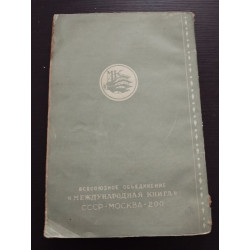 ВСЕСОЮЗНОЕ ОБЪЕДИНЕНИЕ
«МЕЖДУНАРОДНАЯ КНИГА»
СССР-МОСКВА-200